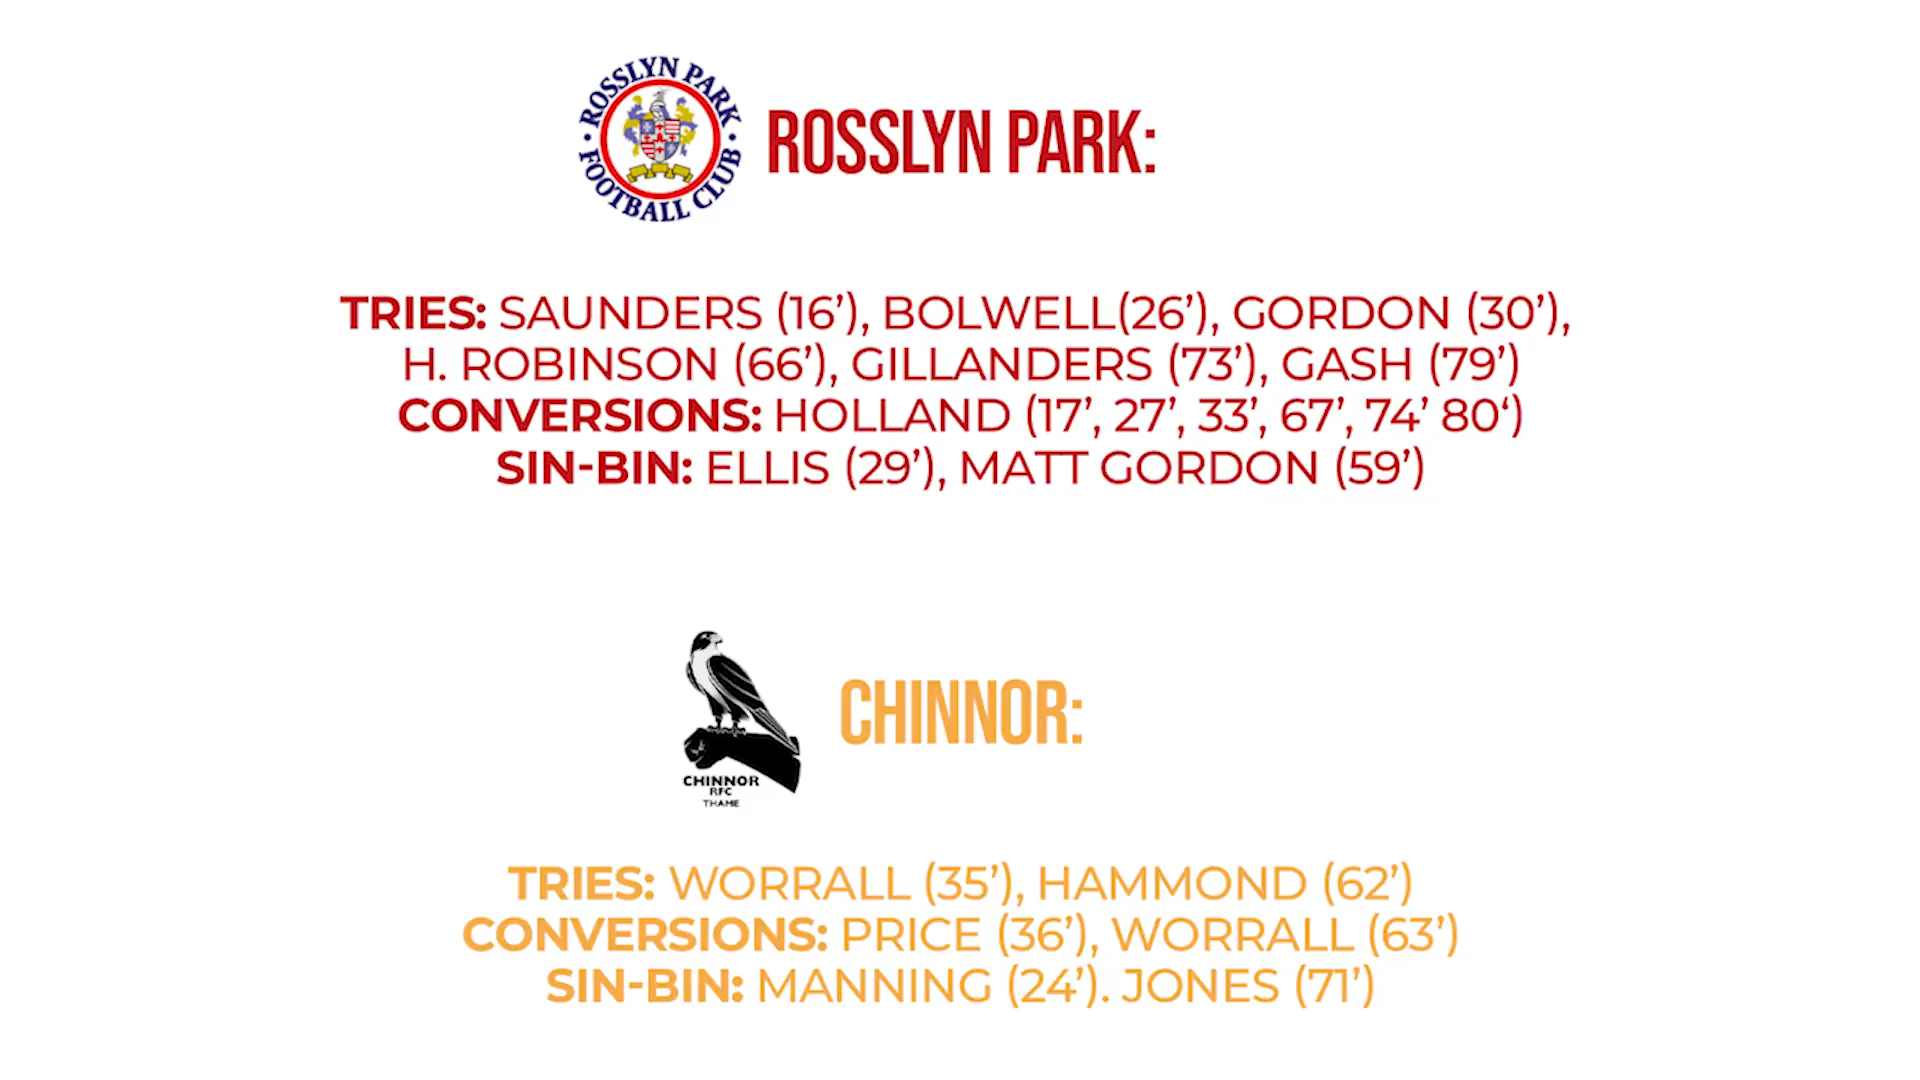 ROSSLYN PARK
FOOTBALL CLUB
ROSSLYN PARK:
TRIES: SAUNDERS (16’), BOLWELL(26’), GORDON (30’),
H. ROBINSON (66’), GILLANDERS (73’), GASH (79’)
CONVERSIONS: HOLLAND (17’, 27’, 33’, 67’, 74’ 80‘)
SIN-BIN: ELLIS (29’), MATT GORDON (59’)
CHINNOR
RFC
THAME
CHINNOR:
TRIES: WORRALL (35’), HAMMOND (62’)
CONVERSIONS: PRICE (36’), WORRALL (63’)
SIN-BIN: MANNING (24’). JONES (71’)